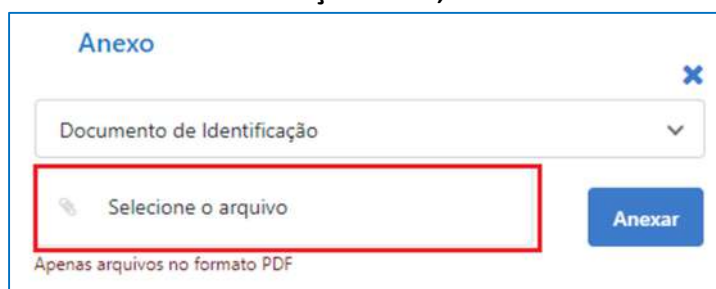 Anexo
Documento de Identificação
Selecione o arquivo
Anexar
Apenas arquivos no formato PDF